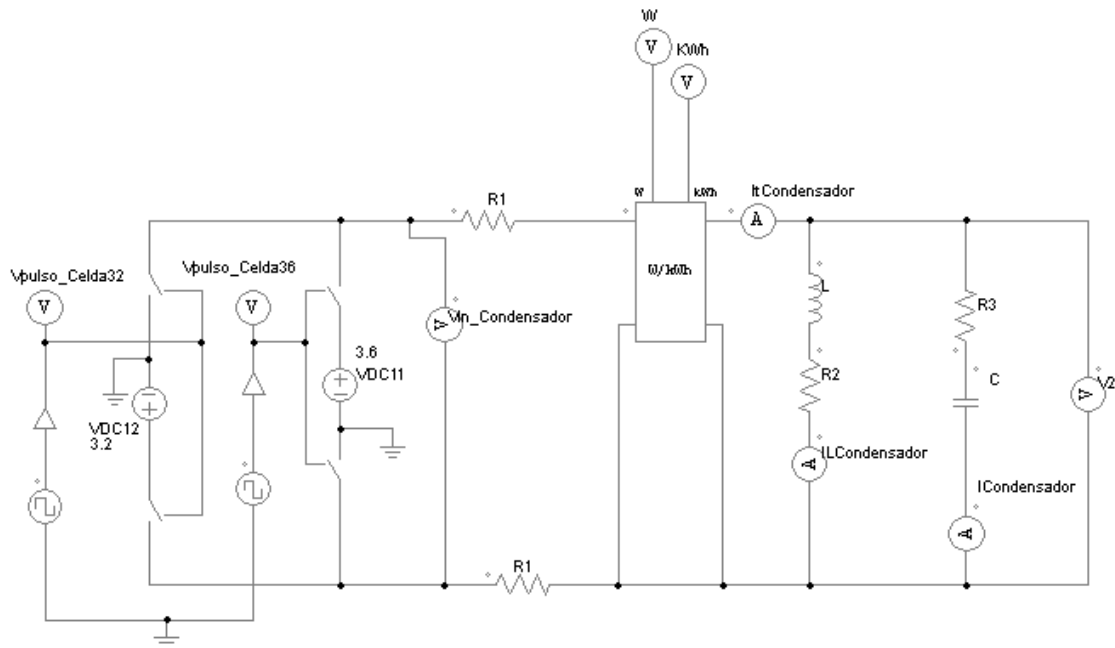 W
V
KWh
V
W
kWh
ItCondensador
A
R1
W/kWh
Vpulso_Celda32
V
Vpulso_Celda36
V
VIn_Condensador
V
3.6
VDC11
VDC12
3.2
L
R2
ILCondensador
A
R3
C
ICondensador
A
V2
V
R1